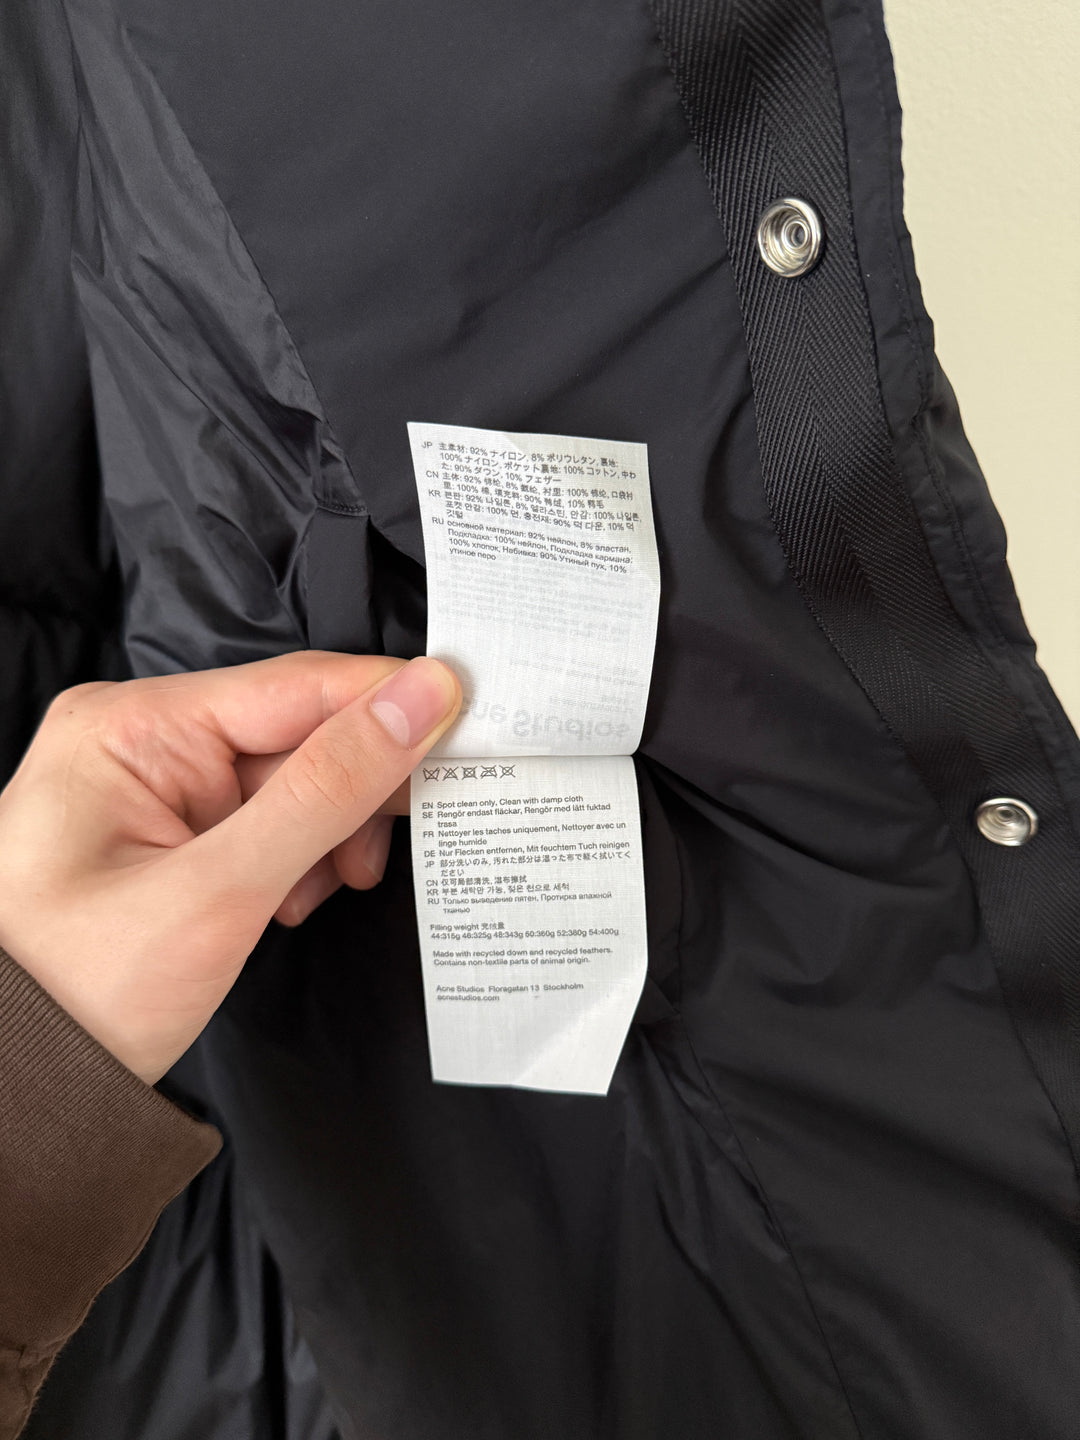 JP 主素材: 92% ナイロン, 8% ポリウレタン, 裏地:
100% ナイロン, ポケット裏地: 100% コットン, 中わ
た: 90% ダウン, 10% フェザー
CN 主体: 92% 锦纶, 8% 氨纶, 衬里: 100% 锦纶, 口袋衬
里: 100% 棉, 填充料: 90% 鸭绒, 10% 鸭毛
KR 본판: 92% 나일론, 8% 엘라스틴, 안감: 100% 나일론,
포켓 안감: 100% 면, 충전재: 90% 덕 다운, 10% 덕
깃털
RU основной материал: 92% нейлон, 8% эластан,
Подкладка: 100% нейлон, Подкладка кармана:
100% хлопок, Набивка: 90% Утиный пух, 10%
утиное перо
EN Spot clean only, Clean with damp cloth
SE Rengör endast fläckar, Rengör med lätt fuktad
trasa
FR Nettoyer les taches uniquement, Nettoyer avec un
linge humide
DE Nur Flecken entfernen, Mit feuchtem Tuch reinigen
JP 部分洗いのみ, 汚れた部分は湿った布で軽く拭いてく
ださい
CN 仅可局部清洗, 湿布擦拭
KR 부분 세탁만 가능, 젖은 천으로 세척
RU Только выведение пятен, Протирка влажной
тканью
Filling weight 充绒量
44:316g 46:325g 48:343g 50:360g 52:380g 54:400g
Made with recycled down and recycled feathers.
Contains non-textile parts of animal origin.
Acne Studios Floragatan 13 Stockholm
acnestudios.com